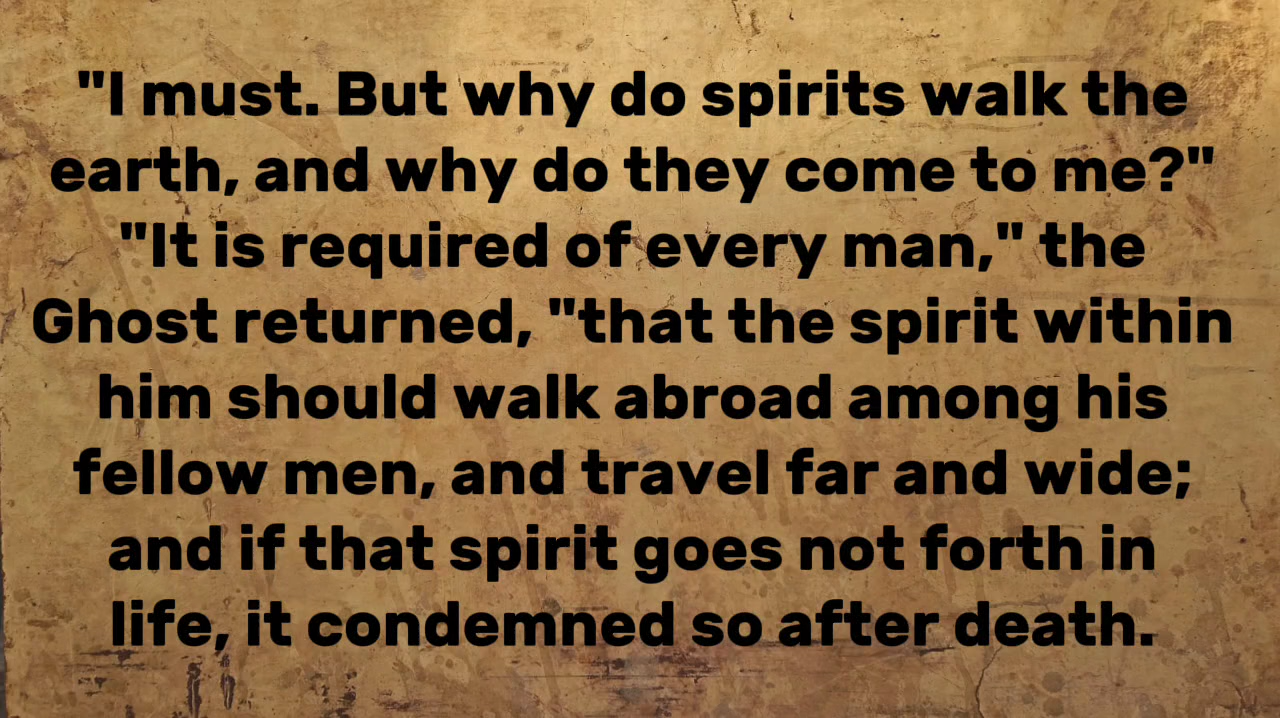 "I must. But why do spirits walk the
earth, and why do they come to me?"
"It is required of every man," the
Ghost returned, "that the spirit within
him should walk abroad among his
fellow men, and travel far and wide;
and if that spirit goes not forth in
life, it condemned so after death.